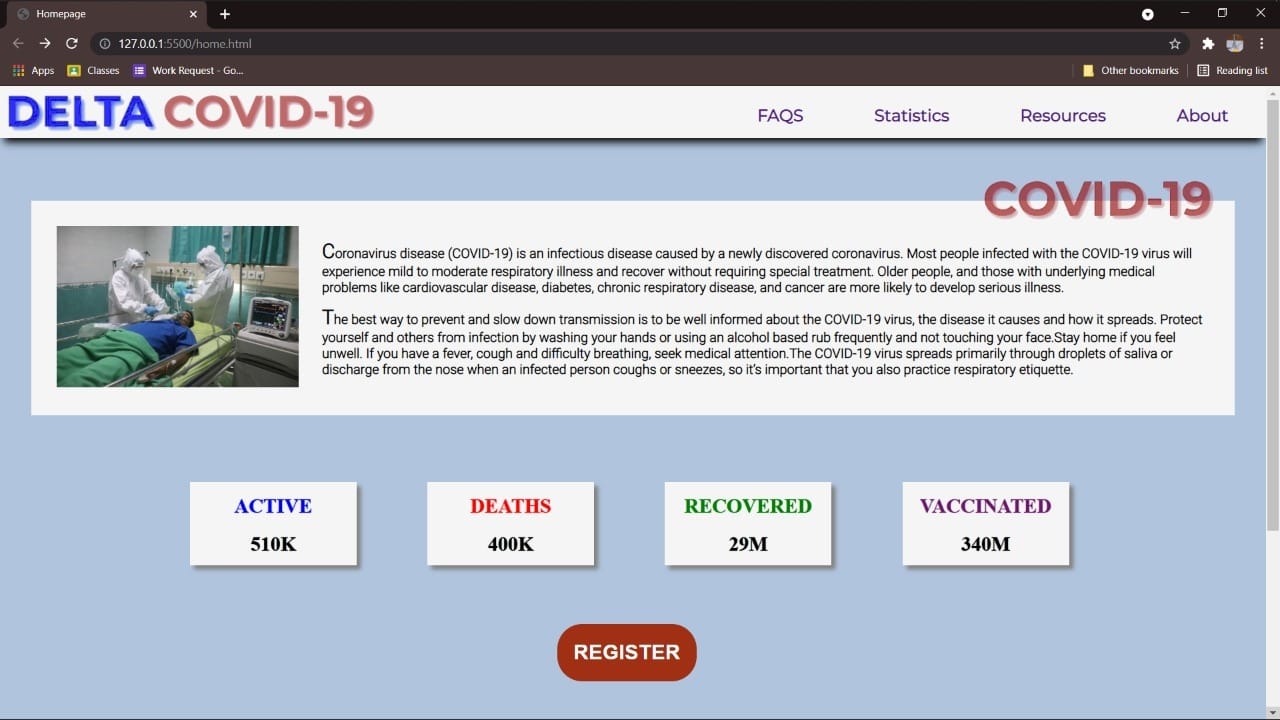 Homepage
127.0.0.1:5500/home.html
Apps Classes Work Request - Go... Other bookmarks Reading list
DELTA COVID-19 FAQS Statistics Resources About
COVID-19
Coronavirus disease (COVID-19) is an infectious disease caused by a newly discovered coronavirus. Most people infected with the COVID-19 virus will
experience mild to moderate respiratory illness and recover without requiring special treatment. Older people, and those with underlying medical
problems like cardiovascular disease, diabetes, chronic respiratory disease, and cancer are more likely to develop serious illness.
The best way to prevent and slow down transmission is to be well informed about the COVID-19 virus, the disease it causes and how it spreads. Protect
yourself and others from infection by washing your hands or using an alcohol based rub frequently and not touching your face.Stay home if you feel
unwell. If you have a fever, cough and difficulty breathing, seek medical attention.The COVID-19 virus spreads primarily through droplets of saliva or
discharge from the nose when an infected person coughs or sneezes, so it's important that you also practice respiratory etiquette.
ACTIVE DEATHS RECOVERED VACCINATED
510K 400K 29M 340M
REGISTER